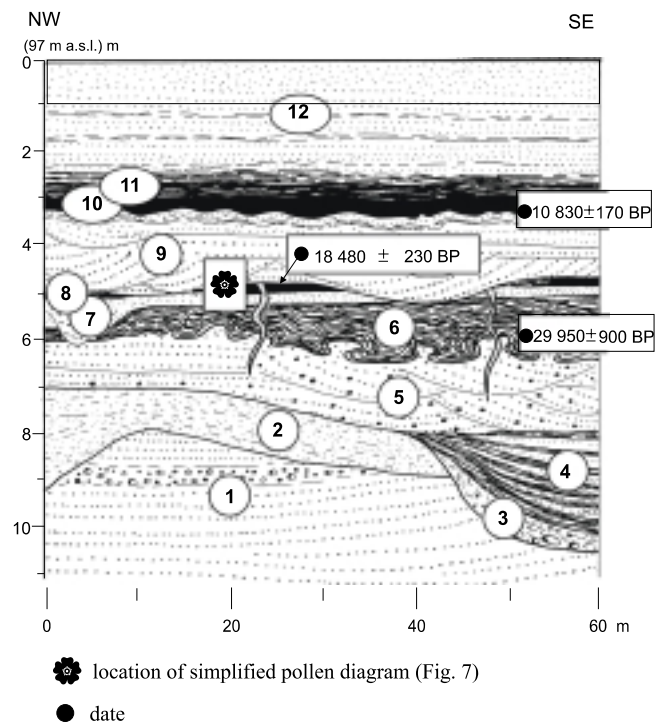 NW
SE
(97 m a.s.l.) m
0
12
2
11
10
10 830±170 BP
4
9
18 480 ± 230 BP
8
7
6
6
29 950±900 BP
5
8
2
4
1
3
10
0
20
40
60 m
location of simplified pollen diagram (Fig. 7)
date